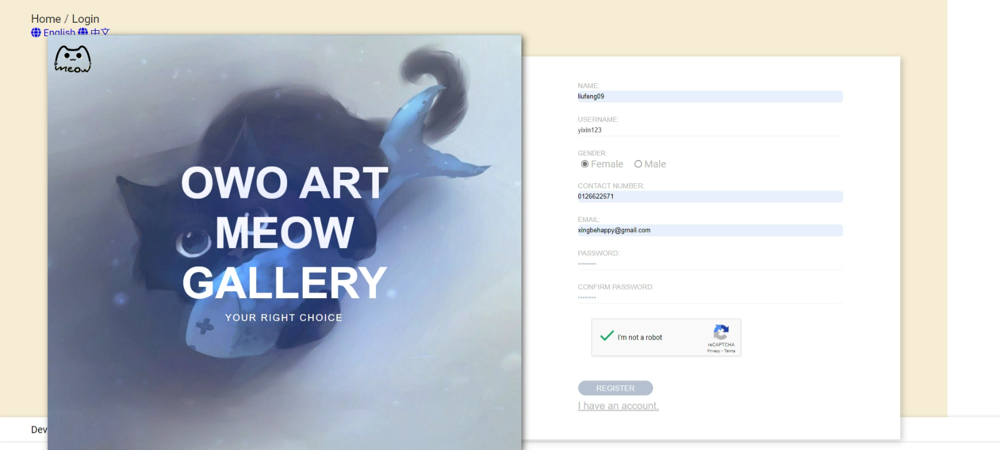 Home / Login
English 中文
meow
OWO ART
MEOW
GALLERY
YOUR RIGHT CHOICE
NAME:
liufeng09
USERNAME:
yixin123
GENDER:
Female Male
CONTACT NUMBER:
0126622571
EMAIL:
xingbehappy@gmail.com
PASSWORD:
••••••••
CONFIRM PASSWORD:
••••••••
I'm not a robot
reCAPTCHA
Privacy - Terms
REGISTER
I have an account.
Dev